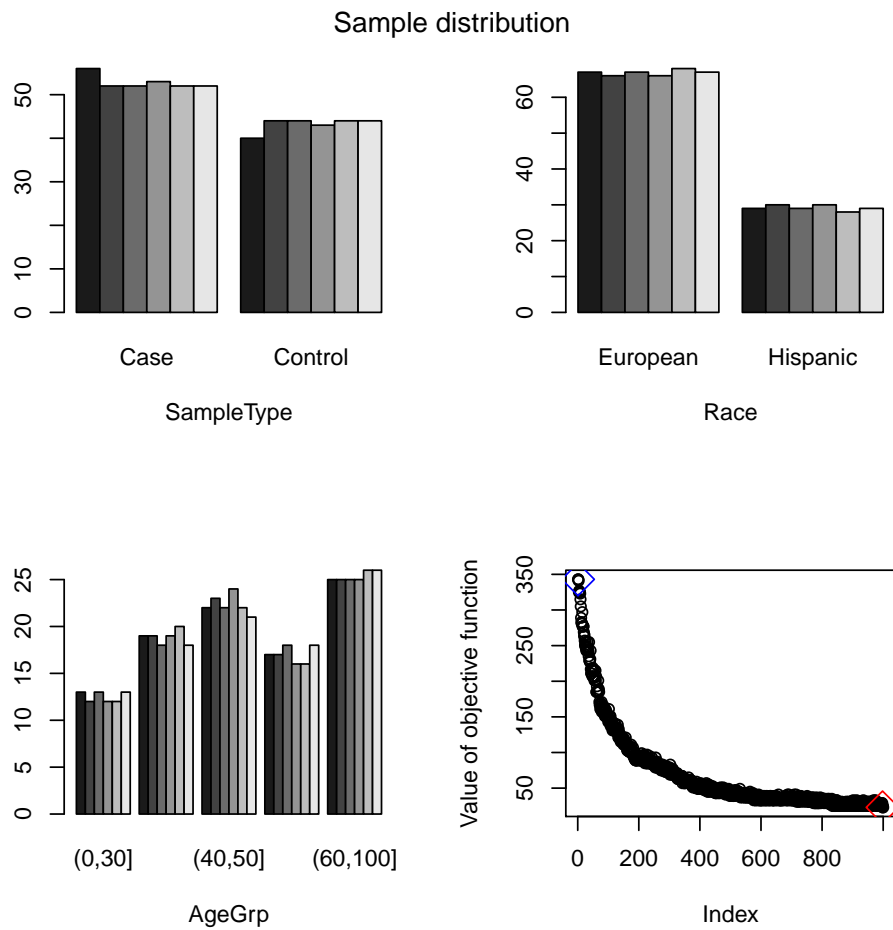 Sample distribution
0 10 30 50
Case Control
SampleType
0 20 40 60
European Hispanic
Race
0 5 10 15 20 25
(0,30] (40,50] (60,100]
AgeGrp
50 150 250 350
Value of objective function
0 200 400 600 800
Index